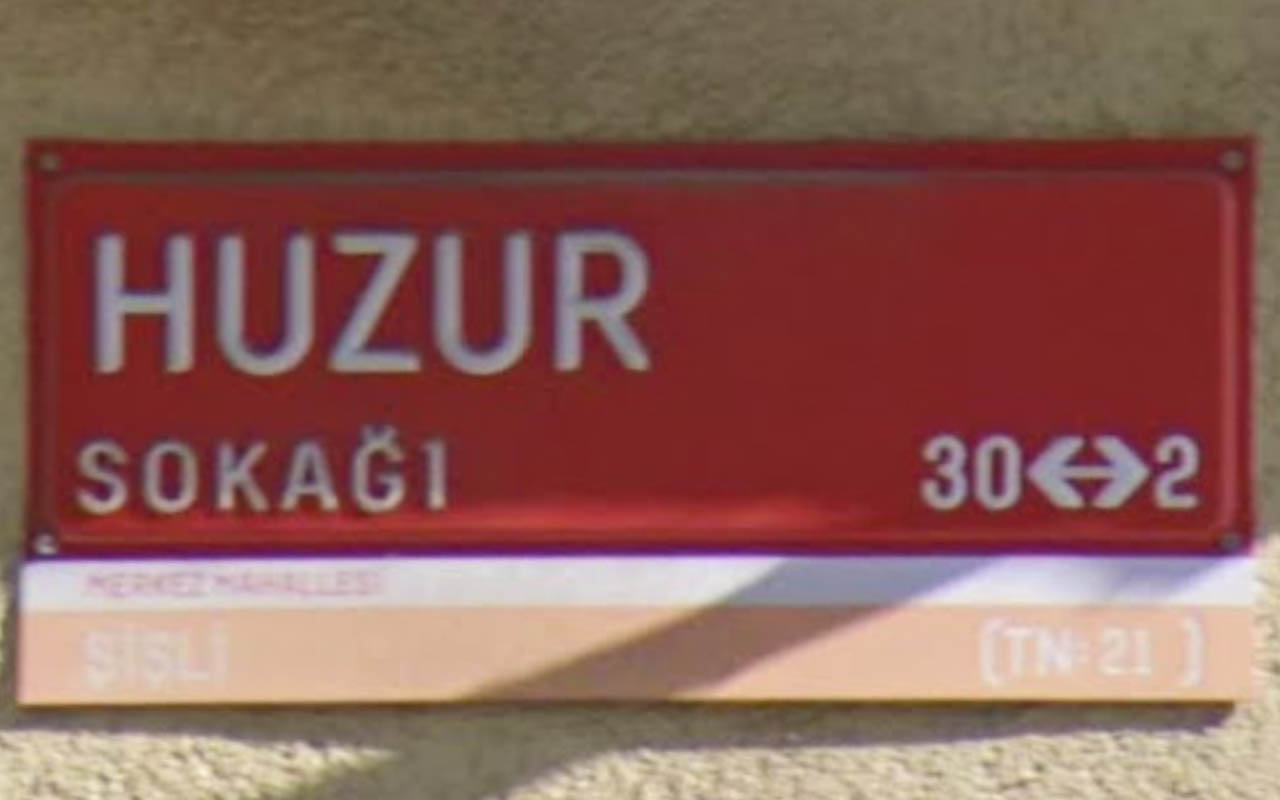 HUZUR
SOKAĞI 30↔2
MERKEZ MAHALLESİ
ŞİŞLİ (TN: 21 )